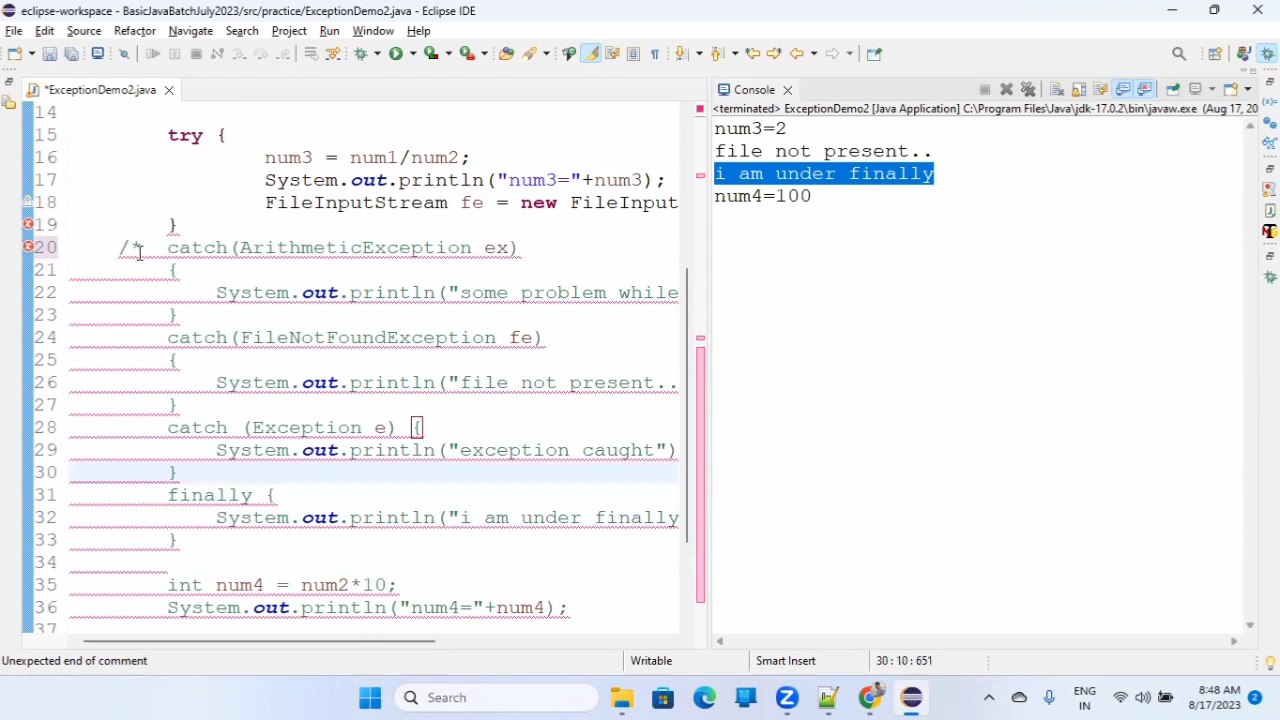 eclipse-workspace - BasicJavaBatchJuly2023/src/practice/ExceptionDemo2.java - Eclipse IDE
File Edit Source Refactor Navigate Search Project Run Window Help
*ExceptionDemo2.java
14
15 try {
16 num3 = num1/num2;
17 System.out.println("num3="+num3);
18 FileInputStream fe = new FileInput
19 }
20 /* catch(ArithmeticException ex)
21 {
22 System.out.println("some problem while
23 }
24 catch(FileNotFoundException fe)
25 {
26 System.out.println("file not present..
27 }
28 catch (Exception e) {
29 System.out.println("exception caught")
30 }
31 finally {
32 System.out.println("i am under finally
33 }
34
35 int num4 = num2*10;
36 System.out.println("num4="+num4);
37
Console
<terminated> ExceptionDemo2 [Java Application] C:\Program Files\Java\jdk-17.0.2\bin\javaw.exe (Aug 17, 20
num3=2
file not present..
i am under finally
num4=100
Unexpected end of comment
Writable
Smart Insert
30 : 10 : 651
Search
ENG
IN
8:48 AM
8/17/2023
2